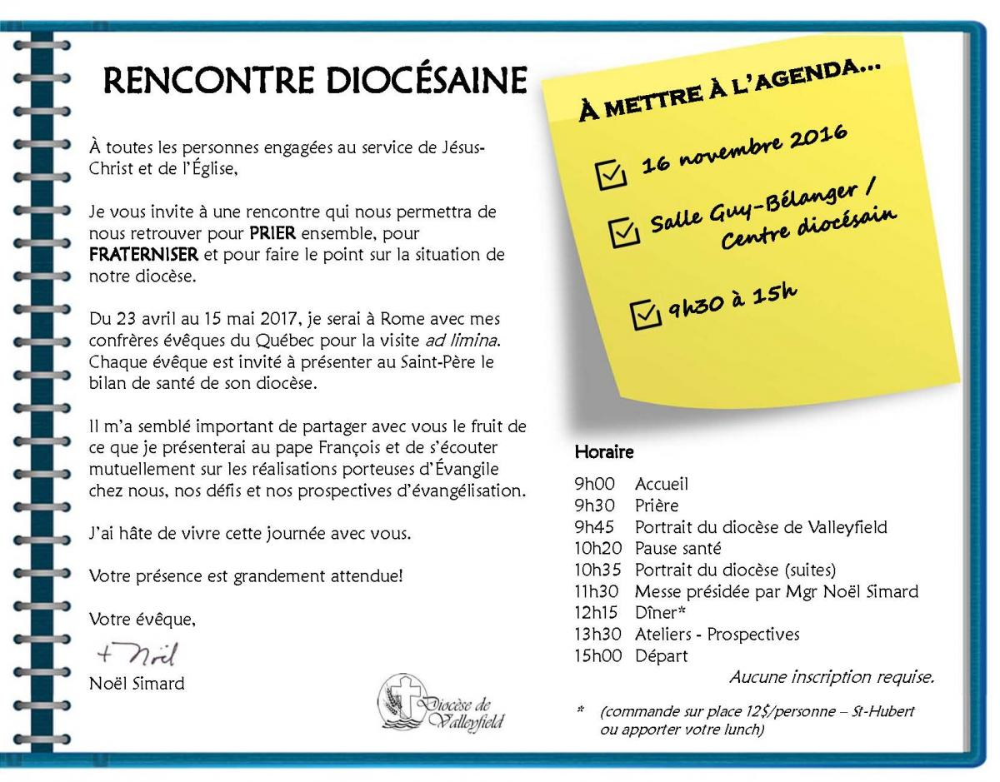 RENCONTRE DIOCÉSAINE
À toutes les personnes engagées au service de Jésus-
Christ et de l'Église,
Je vous invite à une rencontre qui nous permettra de
nous retrouver pour PRIER ensemble, pour
FRATERNISER et pour faire le point sur la situation de
notre diocèse.
Du 23 avril au 15 mai 2017, je serai à Rome avec mes
confrères évêques du Québec pour la visite ad limina.
Chaque évêque est invité à présenter au Saint-Père le
bilan de santé de son diocèse.
Il m'a semblé important de partager avec vous le fruit de
ce que je présenterai au pape François et de s'écouter
mutuellement sur les réalisations porteuses d'Évangile
chez nous, nos défis et nos prospectives d'évangélisation.
J'ai hâte de vivre cette journée avec vous.
Votre présence est grandement attendue!
Votre évêque,
+ Noël
Noël Simard
Diocèse de
Valleyfield
À METTRE À L'AGENDA...
16 novembre 2016
Salle Guy-Bélanger /
Centre diocésain
9h30 à 15h
Horaire
9h00 Accueil
9h30 Prière
9h45 Portrait du diocèse de Valleyfield
10h20 Pause santé
10h35 Portrait du diocèse (suites)
11h30 Messe présidée par Mgr Noël Simard
12h15 Dîner*
13h30 Ateliers - Prospectives
15h00 Départ
Aucune inscription requise.
* (commande sur place 12$/personne – St-Hubert
ou apporter votre lunch)